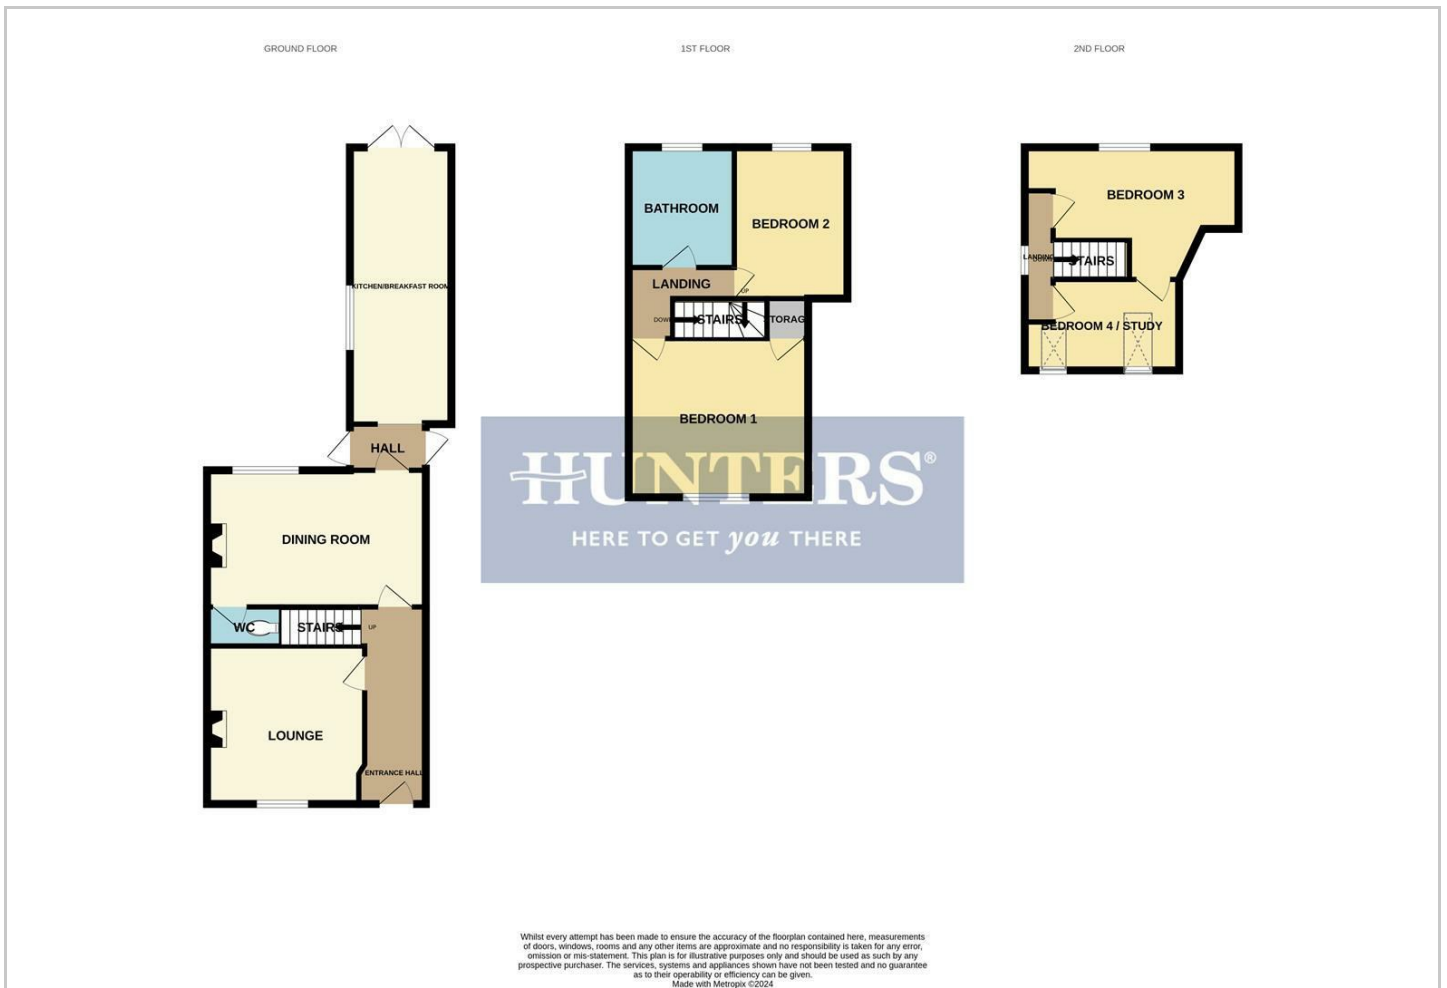 GROUND FLOOR
1ST FLOOR
2ND FLOOR
KITCHEN/BREAKFAST ROOM
HALL
DINING ROOM
WC
STAIRS
UP
LOUNGE
ENTRANCE HALL
BATHROOM
BEDROOM 2
LANDING
UP
DOWN
STAIRS
STORAG
BEDROOM 1
BEDROOM 3
LANDING
DOWN
STAIRS
BEDROOM 4 / STUDY
HUNTERS®
HERE TO GET you THERE
Whilst every attempt has been made to ensure the accuracy of the floorplan contained here, measurements
of doors, windows, rooms and any other items are approximate and no responsibility is taken for any error,
omission or mis-statement. This plan is for illustrative purposes only and should be used as such by any
prospective purchaser. The services, systems and appliances shown have not been tested and no guarantee
as to their operability or efficiency can be given.
Made with Metropix ©2024